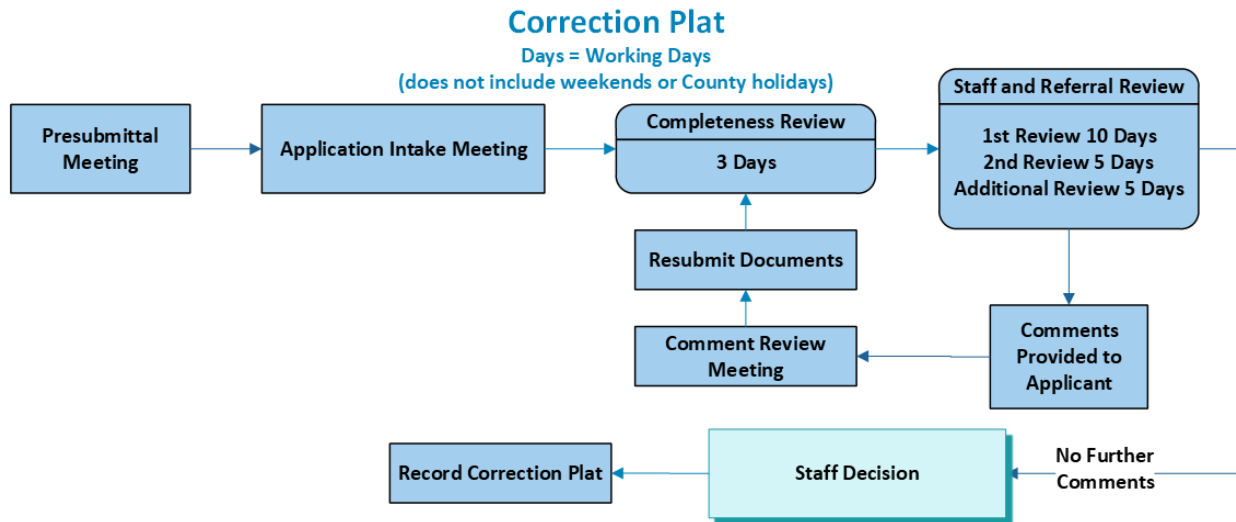 Correction Plat
Days = Working Days
(does not include weekends or County holidays)
Presubmittal
Meeting
Application Intake Meeting
Completeness Review
3 Days
Staff and Referral Review
1st Review 10 Days
2nd Review 5 Days
Additional Review 5 Days
Resubmit Documents
Comment Review
Meeting
Comments
Provided to
Applicant
Record Correction Plat
Staff Decision
No Further
Comments